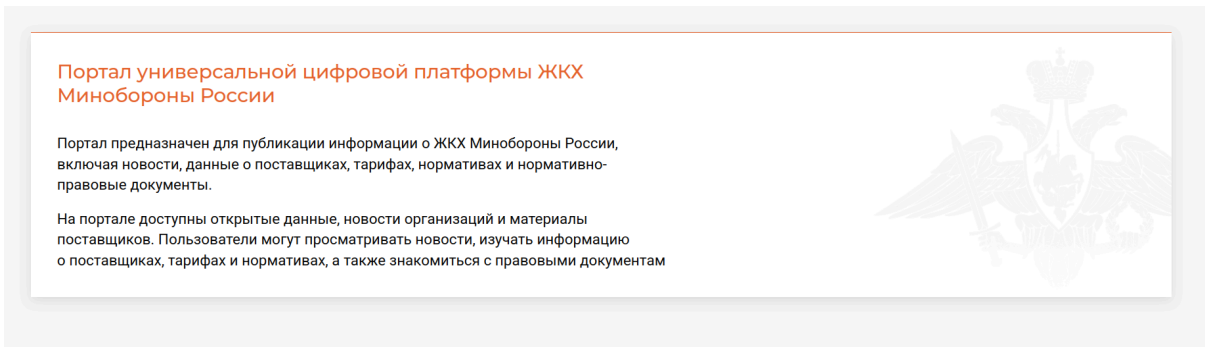 Портал универсальной цифровой платформы ЖКХ
Минобороны России
Портал предназначен для публикации информации о ЖКХ Минобороны России,
включая новости, данные о поставщиках, тарифах, нормативах и нормативно-
правовые документы.
На портале доступны открытые данные, новости организаций и материалы
поставщиков. Пользователи могут просматривать новости, изучать информацию
о поставщиках, тарифах и нормативах, а также знакомиться с правовыми документам